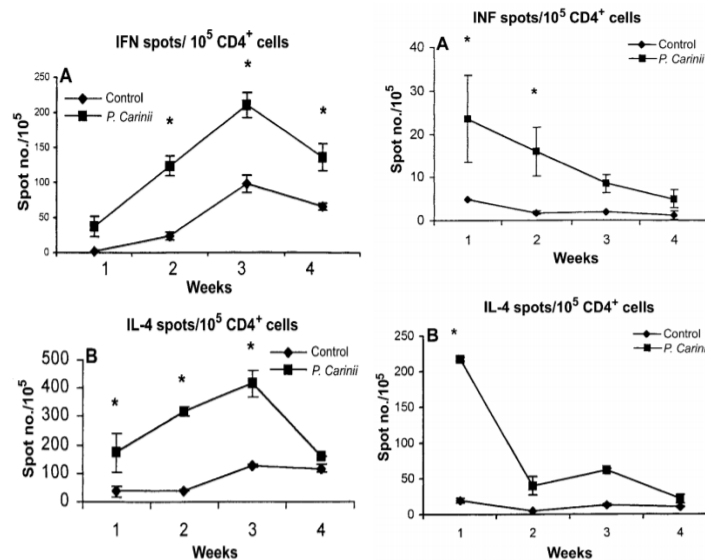 IFN spots/ 10⁵ CD4⁺ cells
A
Control
P. Carinii
Spot no./10⁵
250
200
150
100
50
0
*
*
*
1 2 3 4
Weeks
INF spots/10⁵ CD4⁺ cells
A
Control
P. Carinii
Spot no./10⁵
40
30
20
10
0
*
*
1 2 3 4
Weeks
IL-4 spots/10⁵ CD4⁺ cells
B
Control
P. Carinii
Spot no./10⁵
500
400
300
200
100
0
*
*
*
1 2 3 4
Weeks
IL-4 spots/10⁵ CD4⁺ cells
B
Control
P. Carinii
Spot no./10⁵
250
200
150
100
50
0
*
1 2 3 4
Weeks